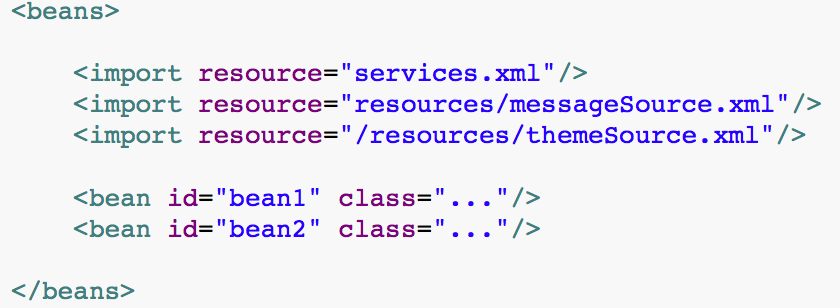 <beans>
<import resource="services.xml"/>
<import resource="resources/messageSource.xml"/>
<import resource="/resources/themeSource.xml"/>
<bean id="bean1" class="..."/>
<bean id="bean2" class="..."/>
</beans>